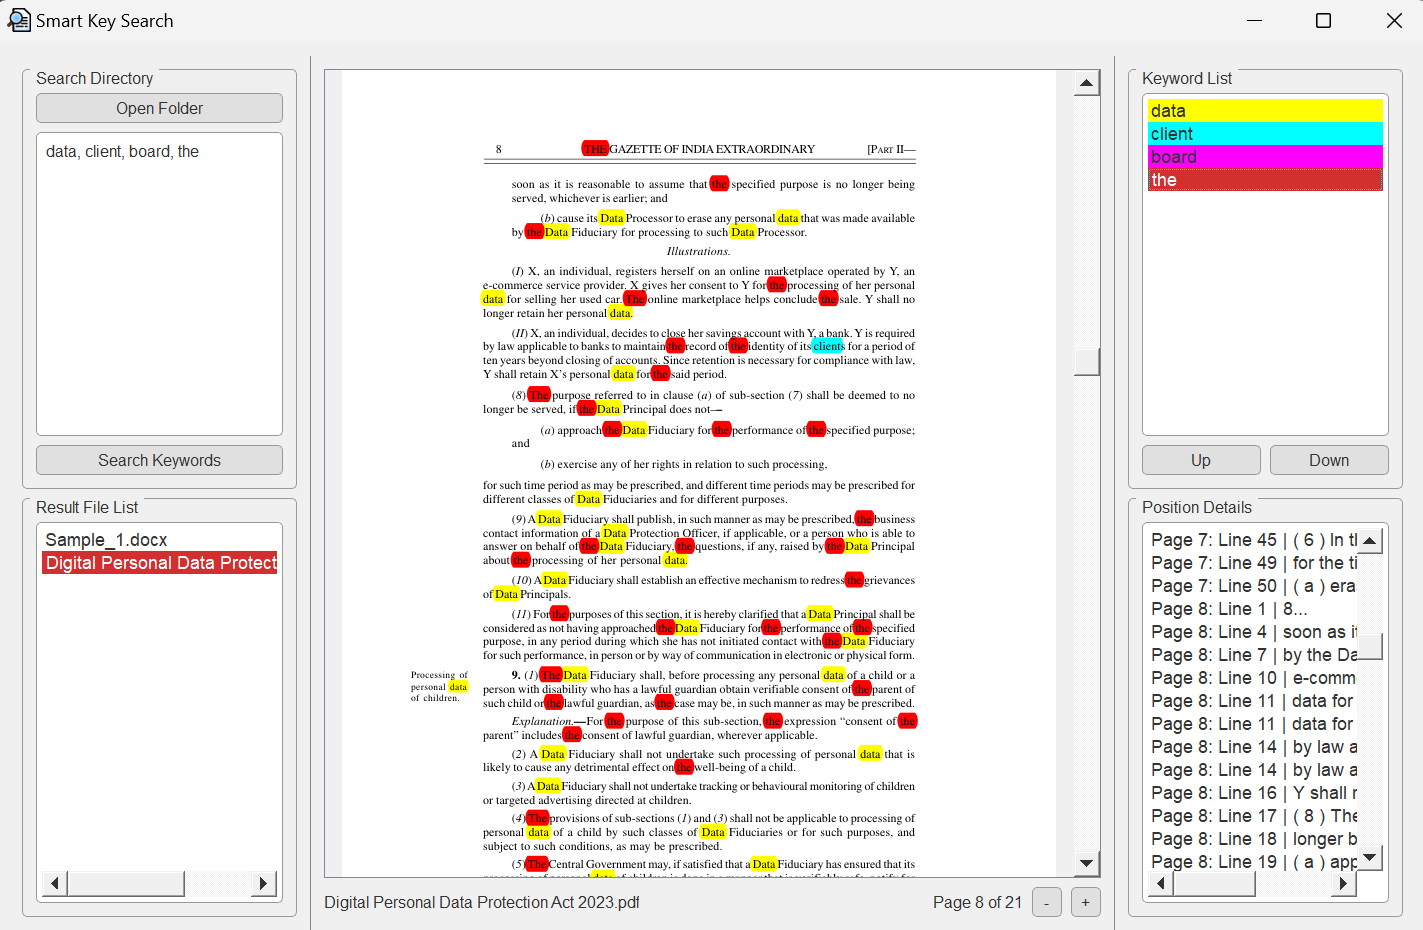 Smart Key Search
Search Directory
Open Folder
data, client, board, the
Search Keywords
Result File List
Sample_1.docx
Digital Personal Data Protect
8 THE GAZETTE OF INDIA EXTRAORDINARY [PART II—
soon as it is reasonable to assume that the specified purpose is no longer being
served, whichever is earlier; and
(b) cause its Data Processor to erase any personal data that was made available
by the Data Fiduciary for processing to such Data Processor.
Illustrations.
(I) X, an individual, registers herself on an online marketplace operated by Y, an
e-commerce service provider. X gives her consent to Y for the processing of her personal
data for selling her used car. The online marketplace helps conclude the sale. Y shall no
longer retain her personal data.
(II) X, an individual, decides to close her savings account with Y, a bank. Y is required
by law applicable to banks to maintain the record of the identity of its clients for a period of
ten years beyond closing of accounts. Since retention is necessary for compliance with law,
Y shall retain X's personal data for the said period.
(8) The purpose referred to in clause (a) of sub-section (7) shall be deemed to no
longer be served, if the Data Principal does not—
(a) approach the Data Fiduciary for the performance of the specified purpose;
and
(b) exercise any of her rights in relation to such processing,
for such time period as may be prescribed, and different time periods may be prescribed for
different classes of Data Fiduciaries and for different purposes.
(9) A Data Fiduciary shall publish, in such manner as may be prescribed, the business
contact information of a Data Protection Officer, if applicable, or a person who is able to
answer on behalf of the Data Fiduciary, the questions, if any, raised by the Data Principal
about the processing of her personal data.
(10) A Data Fiduciary shall establish an effective mechanism to redress the grievances
of Data Principals.
(11) For the purposes of this section, it is hereby clarified that a Data Principal shall be
considered as not having approached the Data Fiduciary for the performance of the specified
purpose, in any period during which she has not initiated contact with the Data Fiduciary
for such performance, in person or by way of communication in electronic or physical form.
Processing of
personal data
of children.
9. (1) The Data Fiduciary shall, before processing any personal data of a child or a
person with disability who has a lawful guardian obtain verifiable consent of the parent of
such child or the lawful guardian, as the case may be, in such manner as may be prescribed.
Explanation.—For the purpose of this sub-section, the expression “consent of the
parent” includes the consent of lawful guardian, wherever applicable.
(2) A Data Fiduciary shall not undertake such processing of personal data that is
likely to cause any detrimental effect on the well-being of a child.
(3) A Data Fiduciary shall not undertake tracking or behavioural monitoring of children
or targeted advertising directed at children.
(4) The provisions of sub-sections (1) and (3) shall not be applicable to processing of
personal data of a child by such classes of Data Fiduciaries or for such purposes, and
subject to such conditions, as may be prescribed.
(5) The Central Government may, if satisfied that a Data Fiduciary has ensured that its
Digital Personal Data Protection Act 2023.pdf
Page 8 of 21 - +
Keyword List
data
client
board
the
Up Down
Position Details
Page 7: Line 45 | ( 6 ) In t
Page 7: Line 49 | for the ti
Page 7: Line 50 | ( a ) era
Page 8: Line 1 | 8...
Page 8: Line 4 | soon as i
Page 8: Line 7 | by the Da
Page 8: Line 10 | e-comm
Page 8: Line 11 | data for
Page 8: Line 11 | data for
Page 8: Line 14 | by law a
Page 8: Line 14 | by law a
Page 8: Line 16 | Y shall r
Page 8: Line 17 | ( 8 ) The
Page 8: Line 18 | longer b
Page 8: Line 19 | ( a ) app